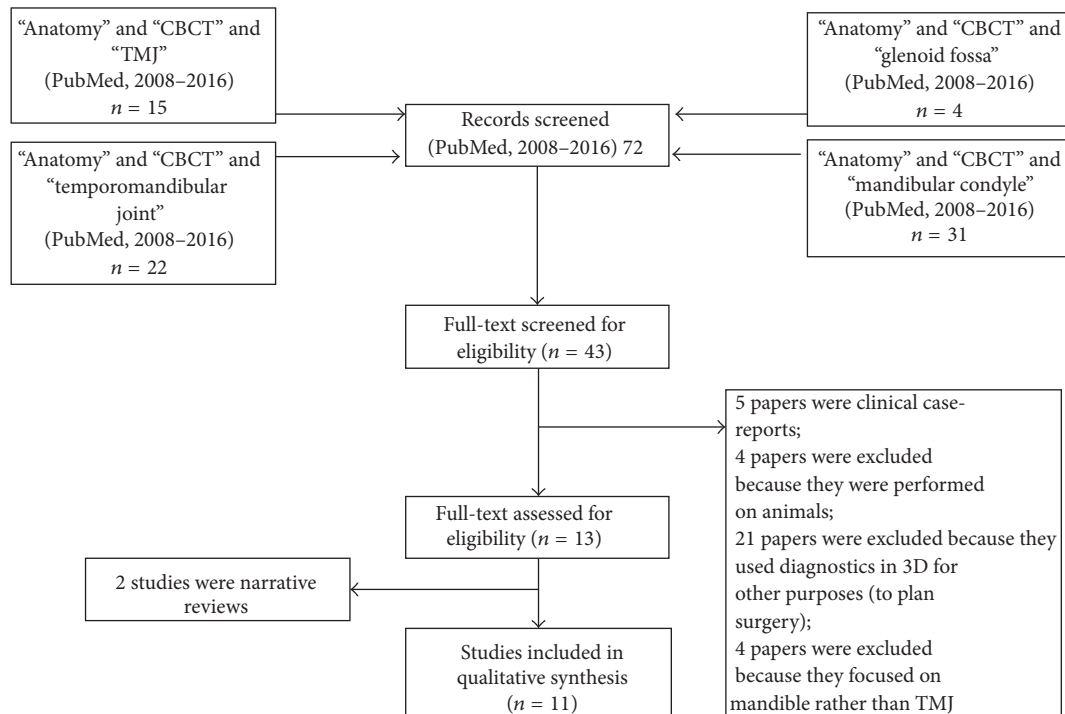 “Anatomy” and “CBCT” and
“TMJ”
(PubMed, 2008–2016)
n = 15
“Anatomy” and “CBCT” and
“glenoid fossa”
(PubMed, 2008–2016)
n = 4
Records screened
(PubMed, 2008–2016) 72
“Anatomy” and “CBCT” and
“temporomandibular
joint”
(PubMed, 2008–2016)
n = 22
“Anatomy” and “CBCT” and
“mandibular condyle”
(PubMed, 2008–2016)
n = 31
Full-text screened for
eligibility (n = 43)
5 papers were clinical case-
reports;
4 papers were excluded
because they were performed
on animals;
21 papers were excluded because they
used diagnostics in 3D for
other purposes (to plan
surgery);
4 papers were excluded
because they focused on
mandible rather than TMJ
Full-text assessed for
eligibility (n = 13)
2 studies were narrative
reviews
Studies included in
qualitative synthesis
(n = 11)